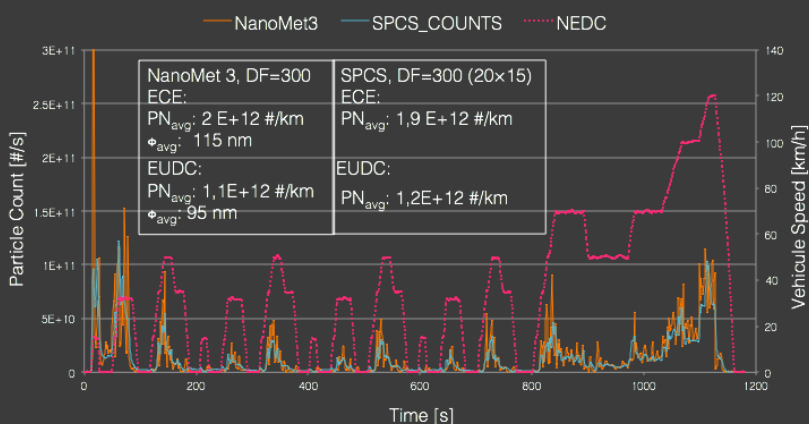 NanoMet3 SPCS_COUNTS NEDC
Particle Count [#/s]
3E+11
2.5E+11
2E+11
1.5E+11
1E+11
5E+10
0
NanoMet 3, DF=300
ECE:
PNavg: 2 E+12 #/km
Φavg: 115 nm
EUDC:
PNavg: 1,1E+12 #/km
Φavg: 95 nm
SPCS, DF=300 (20×15)
ECE:
PNavg: 1,9 E+12 #/km
EUDC:
PNavg: 1,2E+12 #/km
140
120
100
80
60
40
20
0
Vehicule Speed [km/h]
0 200 400 600 800 1000 1200
Time [s]